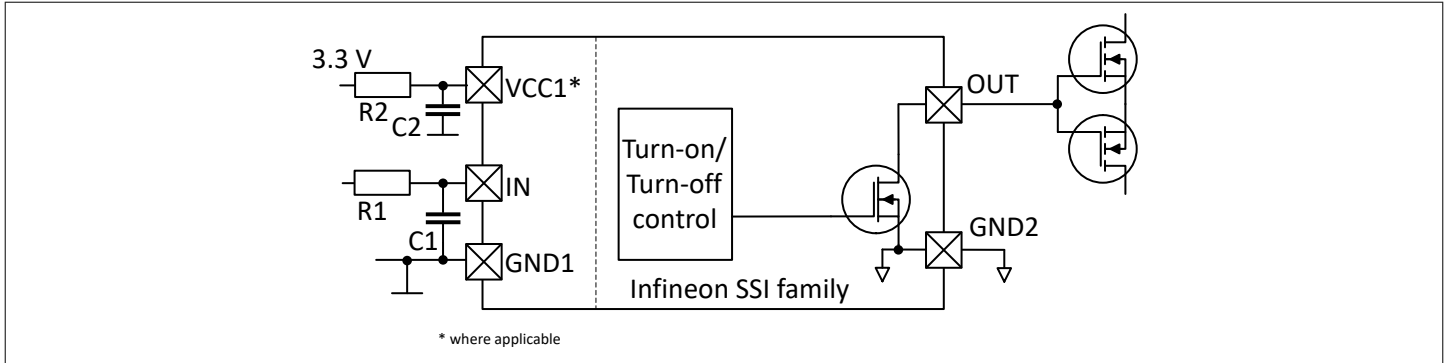 3.3 V
VCC1*
R2
C2
IN
R1
C1
GND1
Turn-on/
Turn-off
control
OUT
GND2
Infineon SSI family
* where applicable